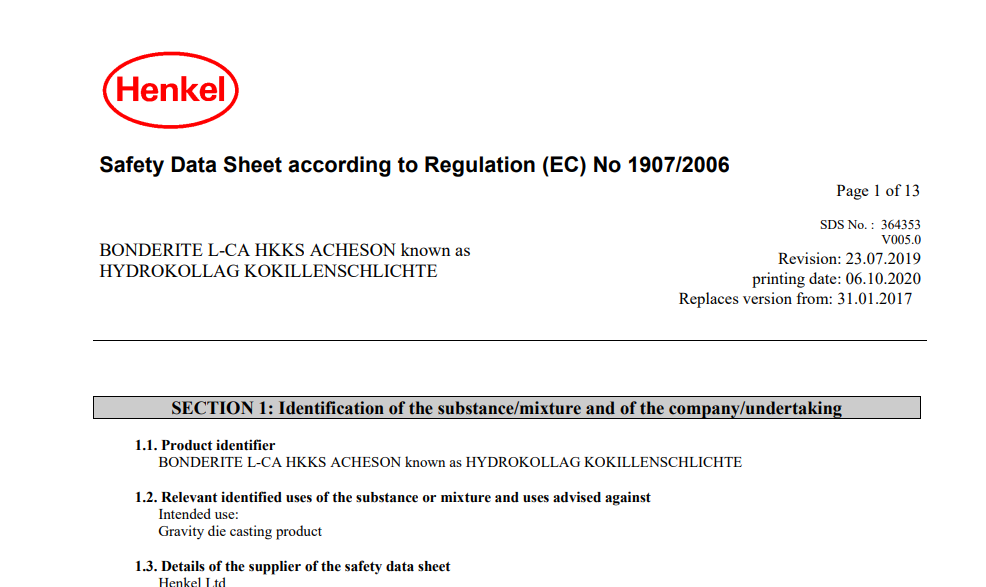 Henkel
Safety Data Sheet according to Regulation (EC) No 1907/2006
Page 1 of 13
SDS No. : 364353
V005.0
Revision: 23.07.2019
printing date: 06.10.2020
Replaces version from: 31.01.2017
BONDERITE L-CA HKKS ACHESON known as
HYDROKOLLAG KOKILLENSCHLICHTE
SECTION 1: Identification of the substance/mixture and of the company/undertaking
1.1. Product identifier
BONDERITE L-CA HKKS ACHESON known as HYDROKOLLAG KOKILLENSCHLICHTE
1.2. Relevant identified uses of the substance or mixture and uses advised against
Intended use:
Gravity die casting product
1.3. Details of the supplier of the safety data sheet
Henkel Ltd